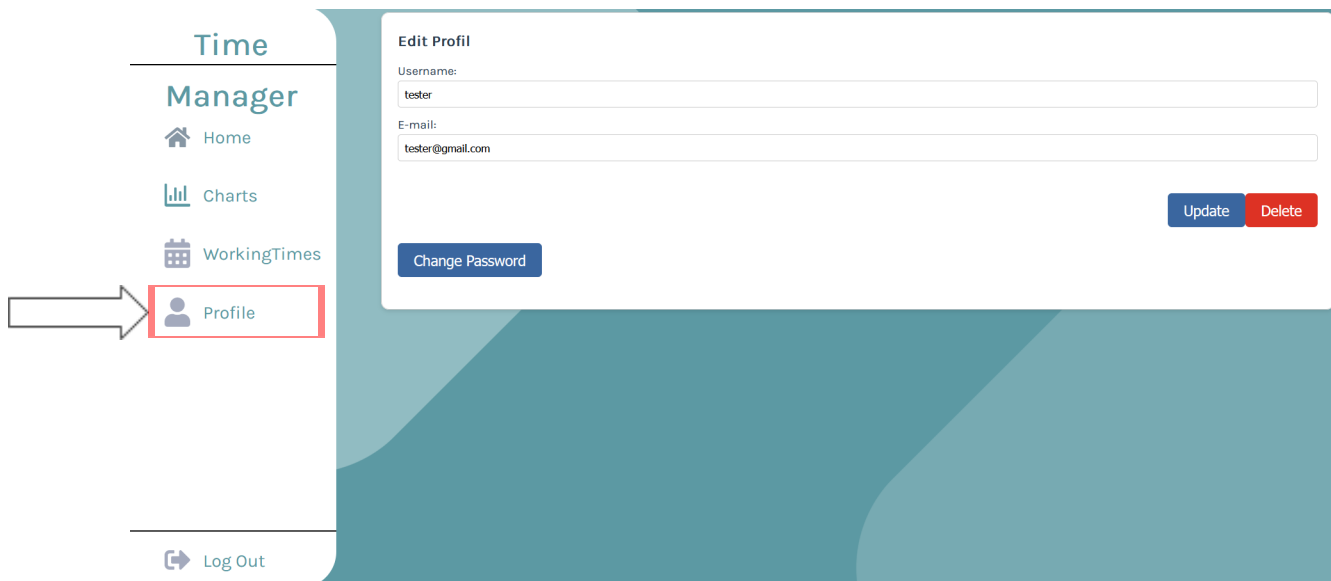 Time
Manager
Home
Charts
WorkingTimes
Profile
Log Out
Edit Profil
Username:
tester
E-mail:
tester@gmail.com
Update Delete
Change Password